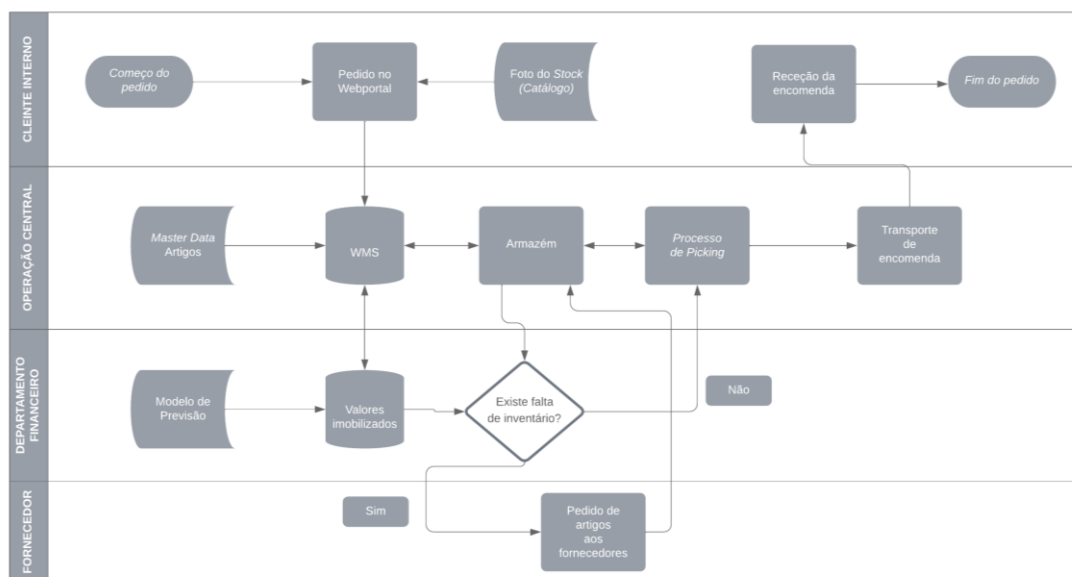 CLEINTE INTERNO
Começo do
pedido
Pedido no
Webportal
Foto do Stock
(Catálogo)
Receção da
encomenda
Fim do pedido
OPERAÇÃO CENTRAL
Master Data
Artigos
WMS
Armazém
Processo
de Picking
Transporte
de
encomenda
DEPARTAMENTO
FINANCEIRO
Modelo de
Previsão
Valores
imobilizados
Existe falta
de inventário?
Não
FORNECEDOR
Sim
Pedido de
artigos
aos
fornecedores